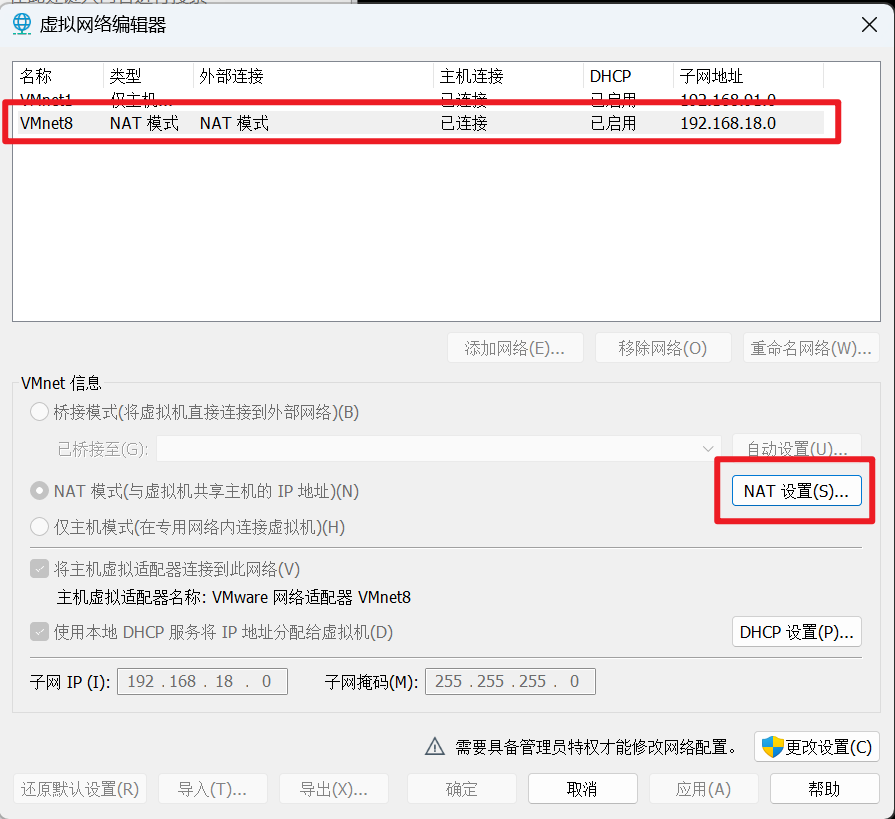 虚拟网络编辑器
名称 类型 外部连接 主机连接 DHCP 子网地址
VMnet1 仅主机... 已连接 已启用 192.168.91.0
VMnet8 NAT 模式 NAT 模式 已连接 已启用 192.168.18.0
添加网络(E)... 移除网络(O) 重命名网络(W)...
VMnet 信息
桥接模式(将虚拟机直接连接到外部网络)(B)
已桥接至(G): 自动设置(U)...
NAT 模式(与虚拟机共享主机的 IP 地址)(N) NAT 设置(S)...
仅主机模式(在专用网络内连接虚拟机)(H)
将主机虚拟适配器连接到此网络(V)
主机虚拟适配器名称: VMware 网络适配器 VMnet8
使用本地 DHCP 服务将 IP 地址分配给虚拟机(D) DHCP 设置(P)...
子网 IP (I): 192 . 168 . 18 . 0 子网掩码(M): 255 . 255 . 255 . 0
需要具备管理员特权才能修改网络配置。 更改设置(C)
还原默认设置(R) 导入(T)... 导出(X)... 确定 取消 应用(A) 帮助